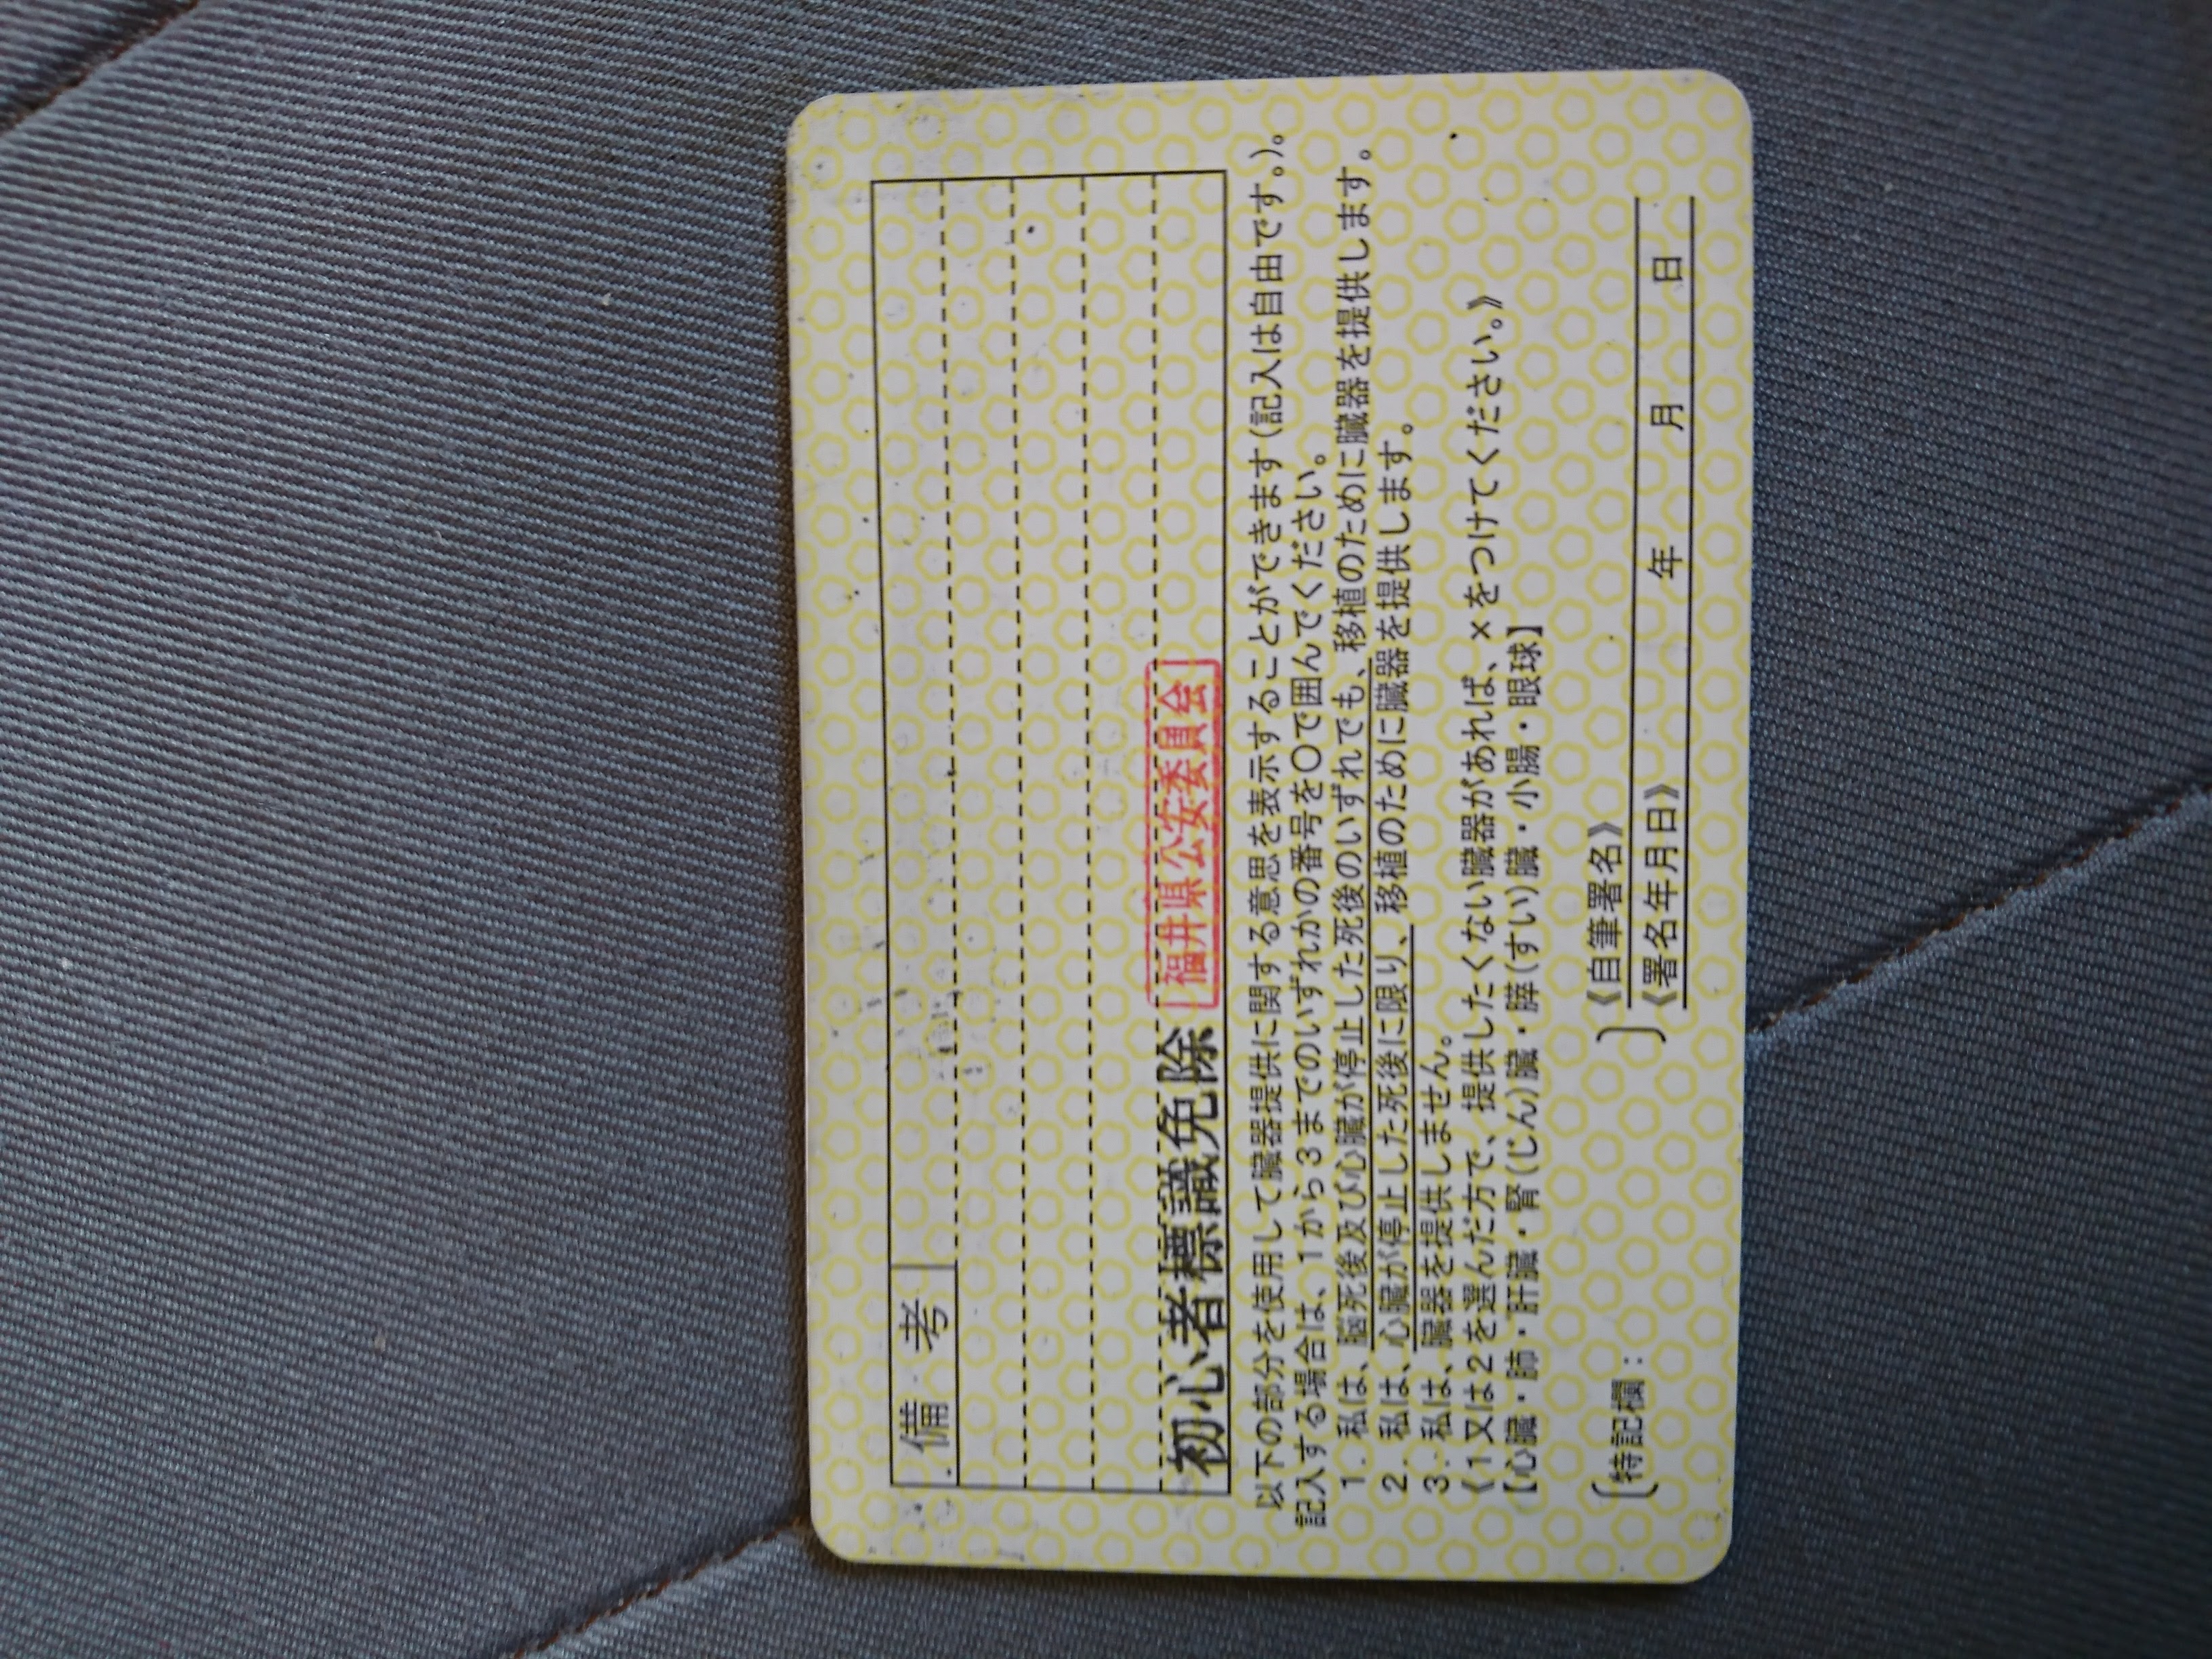 備考
初心者標識免除 福井県公安委員会
以下の部分を使用して臓器提供に関する意思を表示することができます(記入は自由です。)。
記入する場合は、1から3までのいずれかの番号を〇で囲んでください。
1. 私は、脳死後及び心臓が停止した死後のいずれでも、移植のために臓器を提供します。
2. 私は、心臓が停止した死後に限り、移植のために臓器を提供します。
3. 私は、臓器を提供しません。
《1又は2を選んだ方で、提供したくない臓器があれば、×をつけてください。》
【心臓・肺・肝臓・腎(じん)臓・膵(すい)臓・小腸・眼球】
〔特記欄: 〕《自筆署名》
《署名年月日》 年 月 日